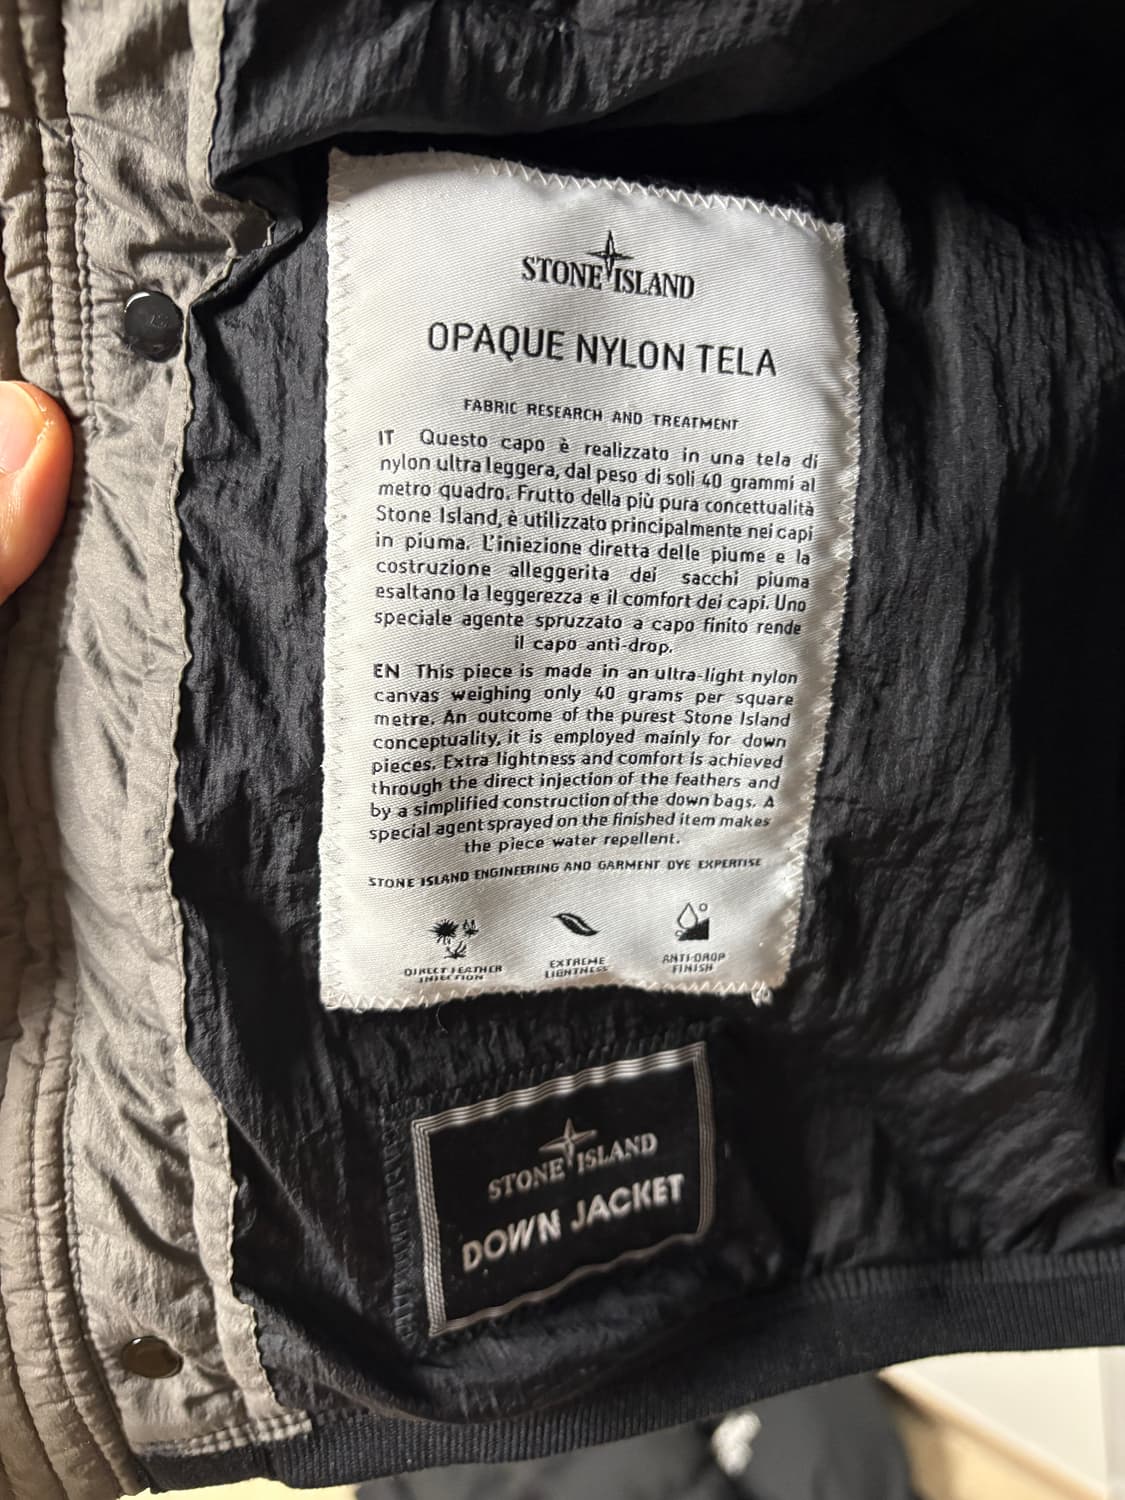 STONE ISLAND
OPAQUE NYLON TELA
FABRIC RESEARCH AND TREATMENT
IT Questo capo è realizzato in una tela di
nylon ultra leggera, dal peso di soli 40 grammi al
metro quadro. Frutto della più pura concettualità
Stone Island, è utilizzato principalmente nei capi
in piuma. L'iniezione diretta delle piume e la
costruzione alleggerita dei sacchi piuma
esaltano la leggerezza e il comfort dei capi. Uno
speciale agente spruzzato a capo finito rende
il capo anti-drop.
EN This piece is made in an ultra-light nylon
canvas weighing only 40 grams per square
metre. An outcome of the purest Stone Island
conceptuality, it is employed mainly for down
pieces. Extra lightness and comfort is achieved
through the direct injection of the feathers and
by a simplified construction of the down bags. A
special agent sprayed on the finished item makes
the piece water repellent.
STONE ISLAND ENGINEERING AND GARMENT DYE EXPERTISE
DIRECT FEATHER
INJECTION
EXTREME
LIGHTNESS
ANTI-DROP
FINISH
STONE ISLAND
DOWN JACKET